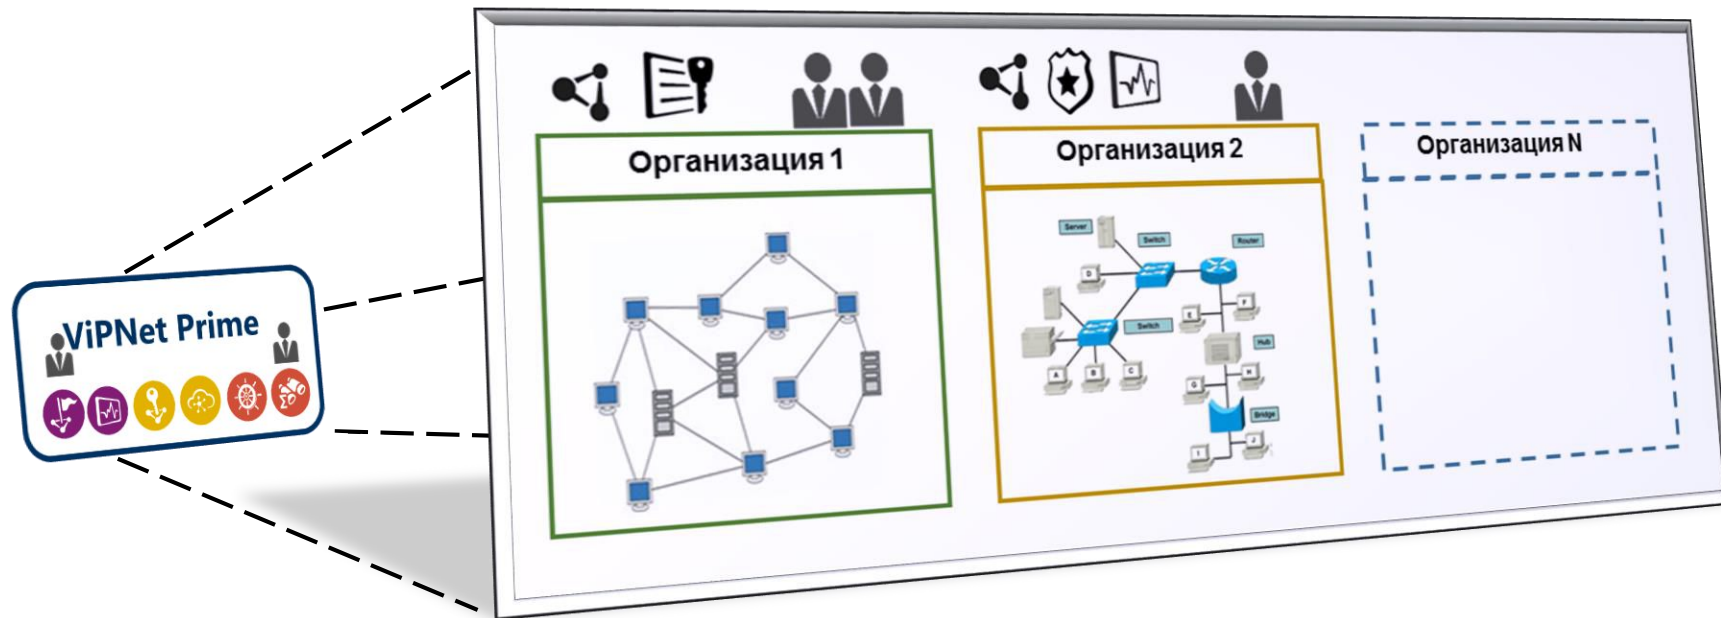 ViPNet Prime
Организация 1
Организация 2
Организация N
Server
Switch
Router
D
Switch
E
F
Hub
A
B
C
G
H
Bridge
I
J